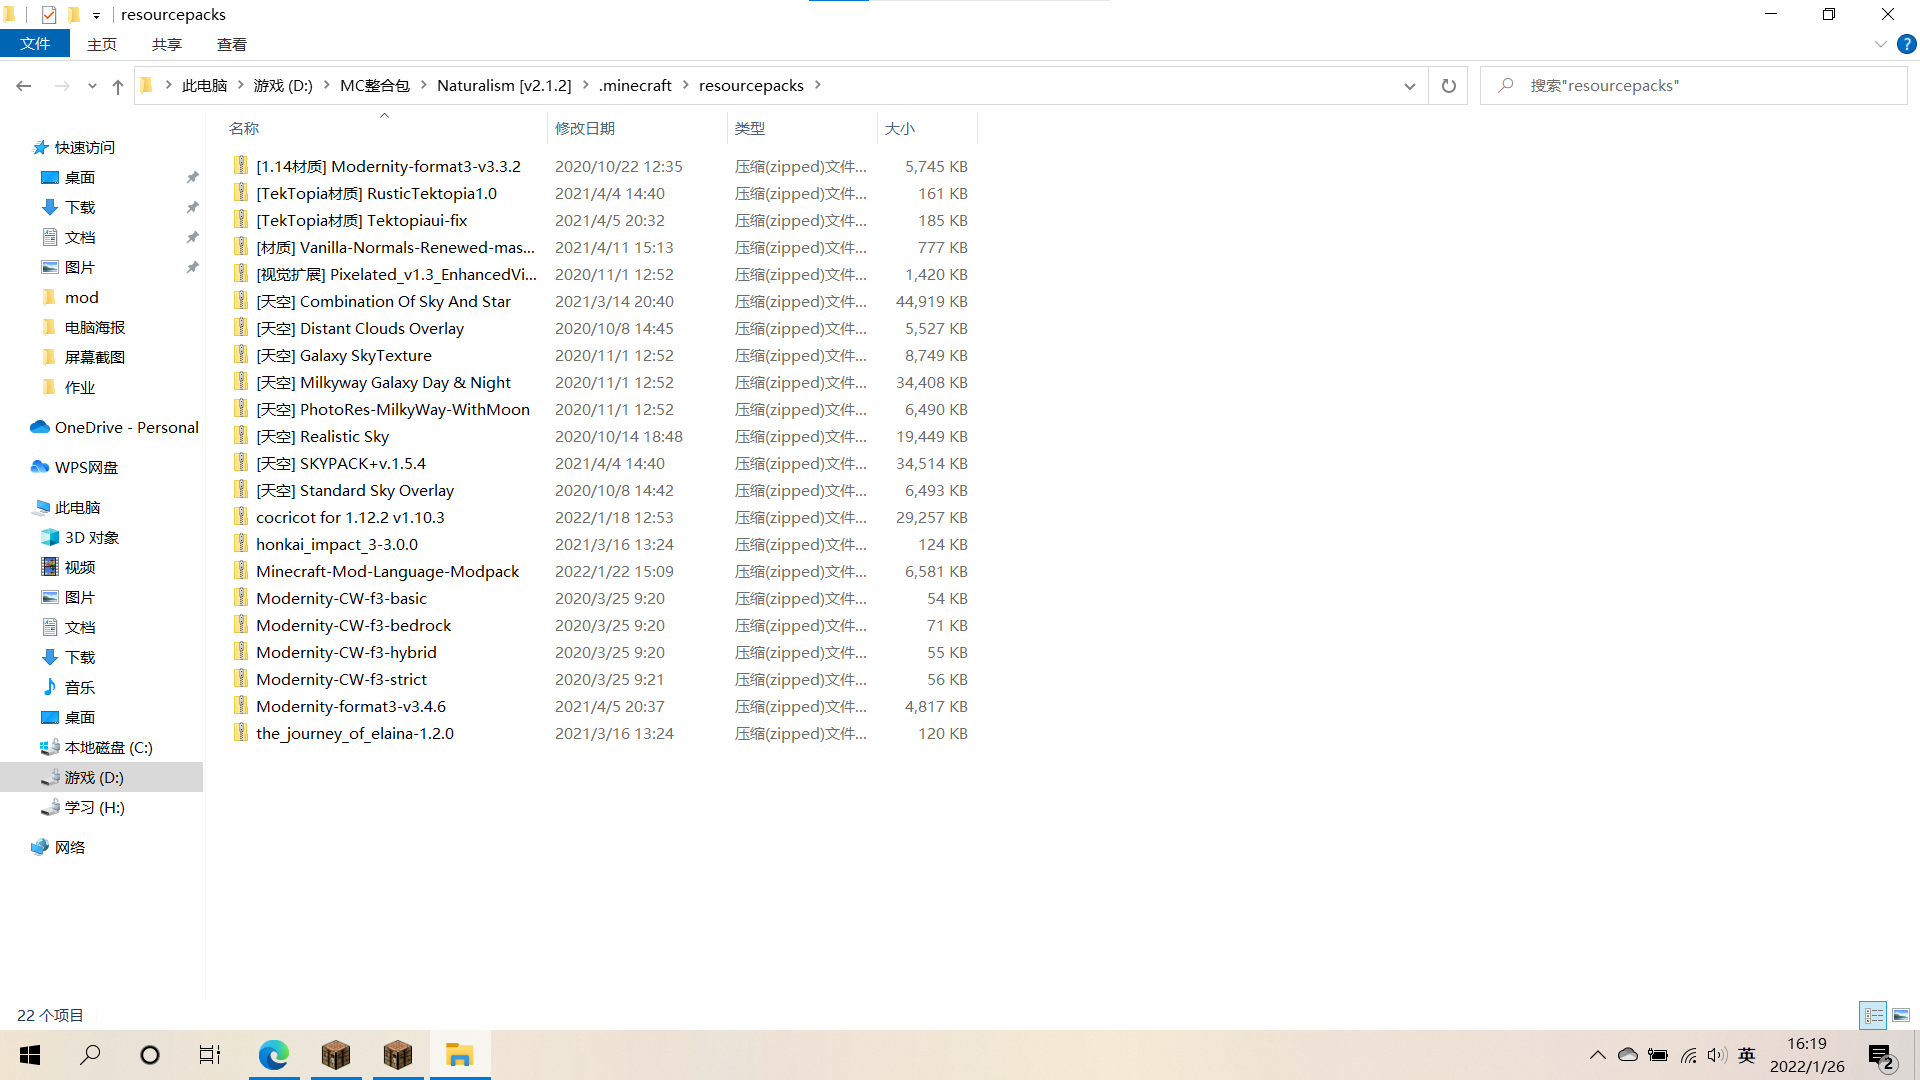 resourcepacks
文件 主页 共享 查看
此电脑 游戏 (D:) MC整合包 Naturalism [v2.1.2] .minecraft resourcepacks 搜索"resourcepacks"
名称 修改日期 类型 大小
快速访问
桌面
下载
文档
图片
mod
电脑海报
屏幕截图
作业
OneDrive - Personal
WPS网盘
此电脑
3D 对象
视频
图片
文档
下载
音乐
桌面
本地磁盘 (C:)
游戏 (D:)
学习 (H:)
网络
[1.14材质] Modernity-format3-v3.3.2 2020/10/22 12:35 压缩(zipped)文件... 5,745 KB
[TekTopia材质] RusticTektopia1.0 2021/4/4 14:40 压缩(zipped)文件... 161 KB
[TekTopia材质] Tektopiaui-fix 2021/4/5 20:32 压缩(zipped)文件... 185 KB
[材质] Vanilla-Normals-Renewed-mas... 2021/4/11 15:13 压缩(zipped)文件... 777 KB
[视觉扩展] Pixelated_v1.3_EnhancedVi... 2020/11/1 12:52 压缩(zipped)文件... 1,420 KB
[天空] Combination Of Sky And Star 2021/3/14 20:40 压缩(zipped)文件... 44,919 KB
[天空] Distant Clouds Overlay 2020/10/8 14:45 压缩(zipped)文件... 5,527 KB
[天空] Galaxy SkyTexture 2020/11/1 12:52 压缩(zipped)文件... 8,749 KB
[天空] Milkyway Galaxy Day & Night 2020/11/1 12:52 压缩(zipped)文件... 34,408 KB
[天空] PhotoRes-MilkyWay-WithMoon 2020/11/1 12:52 压缩(zipped)文件... 6,490 KB
[天空] Realistic Sky 2020/10/14 18:48 压缩(zipped)文件... 19,449 KB
[天空] SKYPACK+v.1.5.4 2021/4/4 14:40 压缩(zipped)文件... 34,514 KB
[天空] Standard Sky Overlay 2020/10/8 14:42 压缩(zipped)文件... 6,493 KB
cocricot for 1.12.2 v1.10.3 2022/1/18 12:53 压缩(zipped)文件... 29,257 KB
honkai_impact_3-3.0.0 2021/3/16 13:24 压缩(zipped)文件... 124 KB
Minecraft-Mod-Language-Modpack 2022/1/22 15:09 压缩(zipped)文件... 6,581 KB
Modernity-CW-f3-basic 2020/3/25 9:20 压缩(zipped)文件... 54 KB
Modernity-CW-f3-bedrock 2020/3/25 9:20 压缩(zipped)文件... 71 KB
Modernity-CW-f3-hybrid 2020/3/25 9:20 压缩(zipped)文件... 55 KB
Modernity-CW-f3-strict 2020/3/25 9:21 压缩(zipped)文件... 56 KB
Modernity-format3-v3.4.6 2021/4/5 20:37 压缩(zipped)文件... 4,817 KB
the_journey_of_elaina-1.2.0 2021/3/16 13:24 压缩(zipped)文件... 120 KB
22 个项目
英
16:19
2022/1/26
2